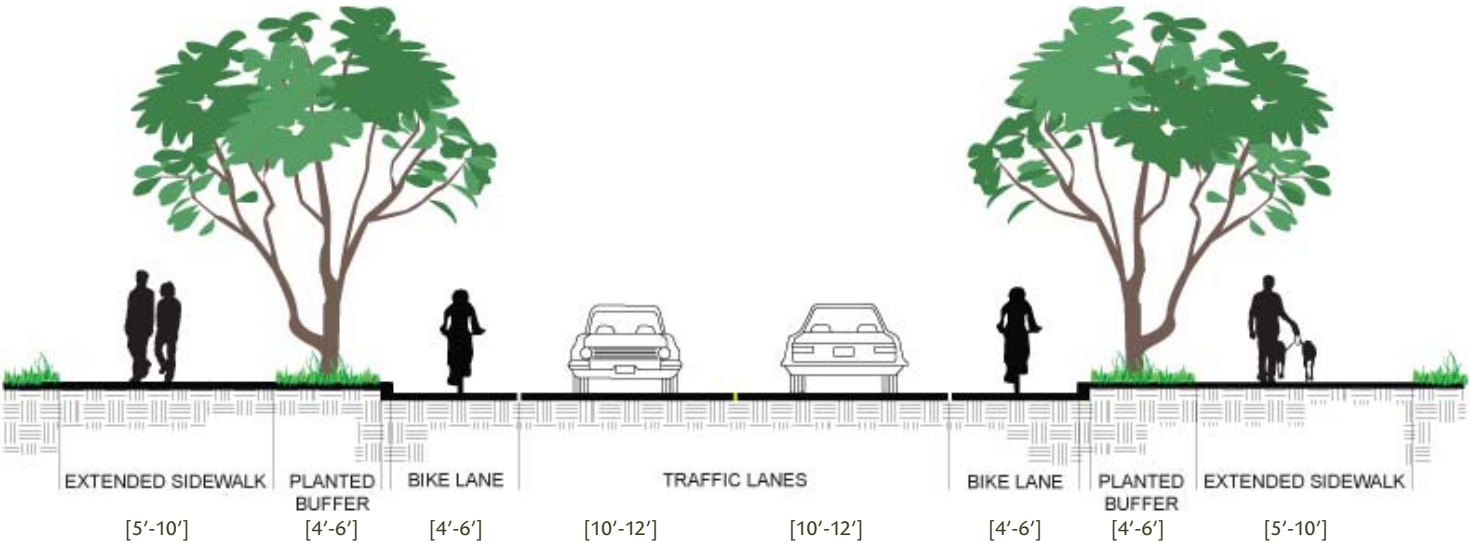 EXTENDED SIDEWALK
PLANTED
BUFFER
BIKE LANE
TRAFFIC LANES
BIKE LANE
PLANTED
BUFFER
EXTENDED SIDEWALK
[5’-10’]
[4’-6’]
[4’-6’]
[10’-12’]
[10’-12’]
[4’-6’]
[4’-6’]
[5’-10’]